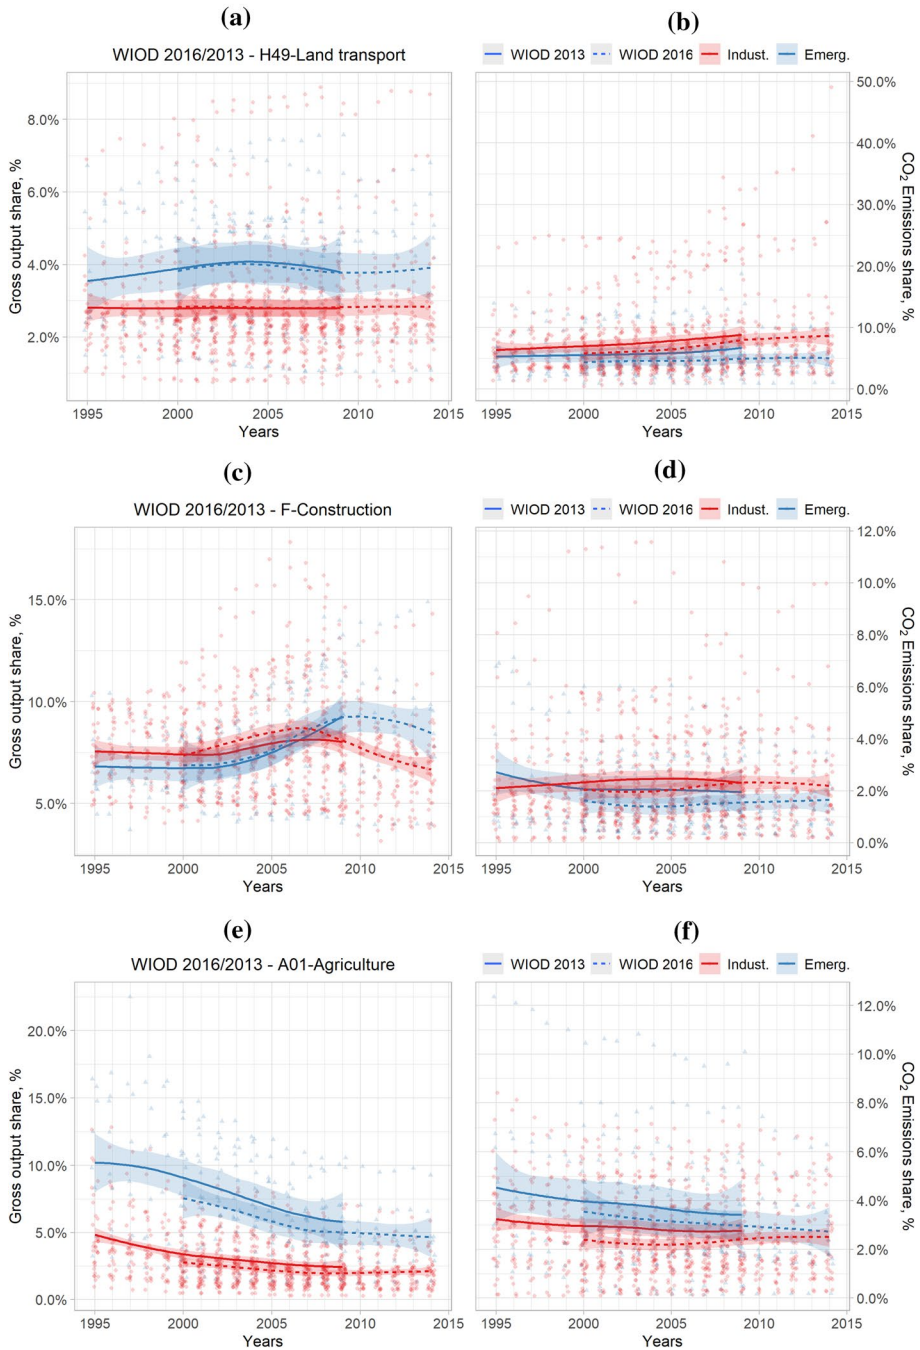 (a)
WIOD 2016/2013 - H49-Land transport
Gross output share, %
8.0%
6.0%
4.0%
2.0%
1995 2000 2005 2010 2015
Years
(b)
WIOD 2013 WIOD 2016 Indust. Emerg.
50.0%
40.0%
30.0%
20.0%
10.0%
0.0%
CO₂ Emissions share, %
1995 2000 2005 2010 2015
Years
(c)
WIOD 2016/2013 - F-Construction
Gross output share, %
15.0%
10.0%
5.0%
1995 2000 2005 2010 2015
Years
(d)
WIOD 2013 WIOD 2016 Indust. Emerg.
12.0%
10.0%
8.0%
6.0%
4.0%
2.0%
0.0%
CO₂ Emissions share, %
1995 2000 2005 2010 2015
Years
(e)
WIOD 2016/2013 - A01-Agriculture
Gross output share, %
20.0%
15.0%
10.0%
5.0%
0.0%
1995 2000 2005 2010 2015
Years
(f)
WIOD 2013 WIOD 2016 Indust. Emerg.
12.0%
10.0%
8.0%
6.0%
4.0%
2.0%
0.0%
CO₂ Emissions share, %
1995 2000 2005 2010 2015
Years